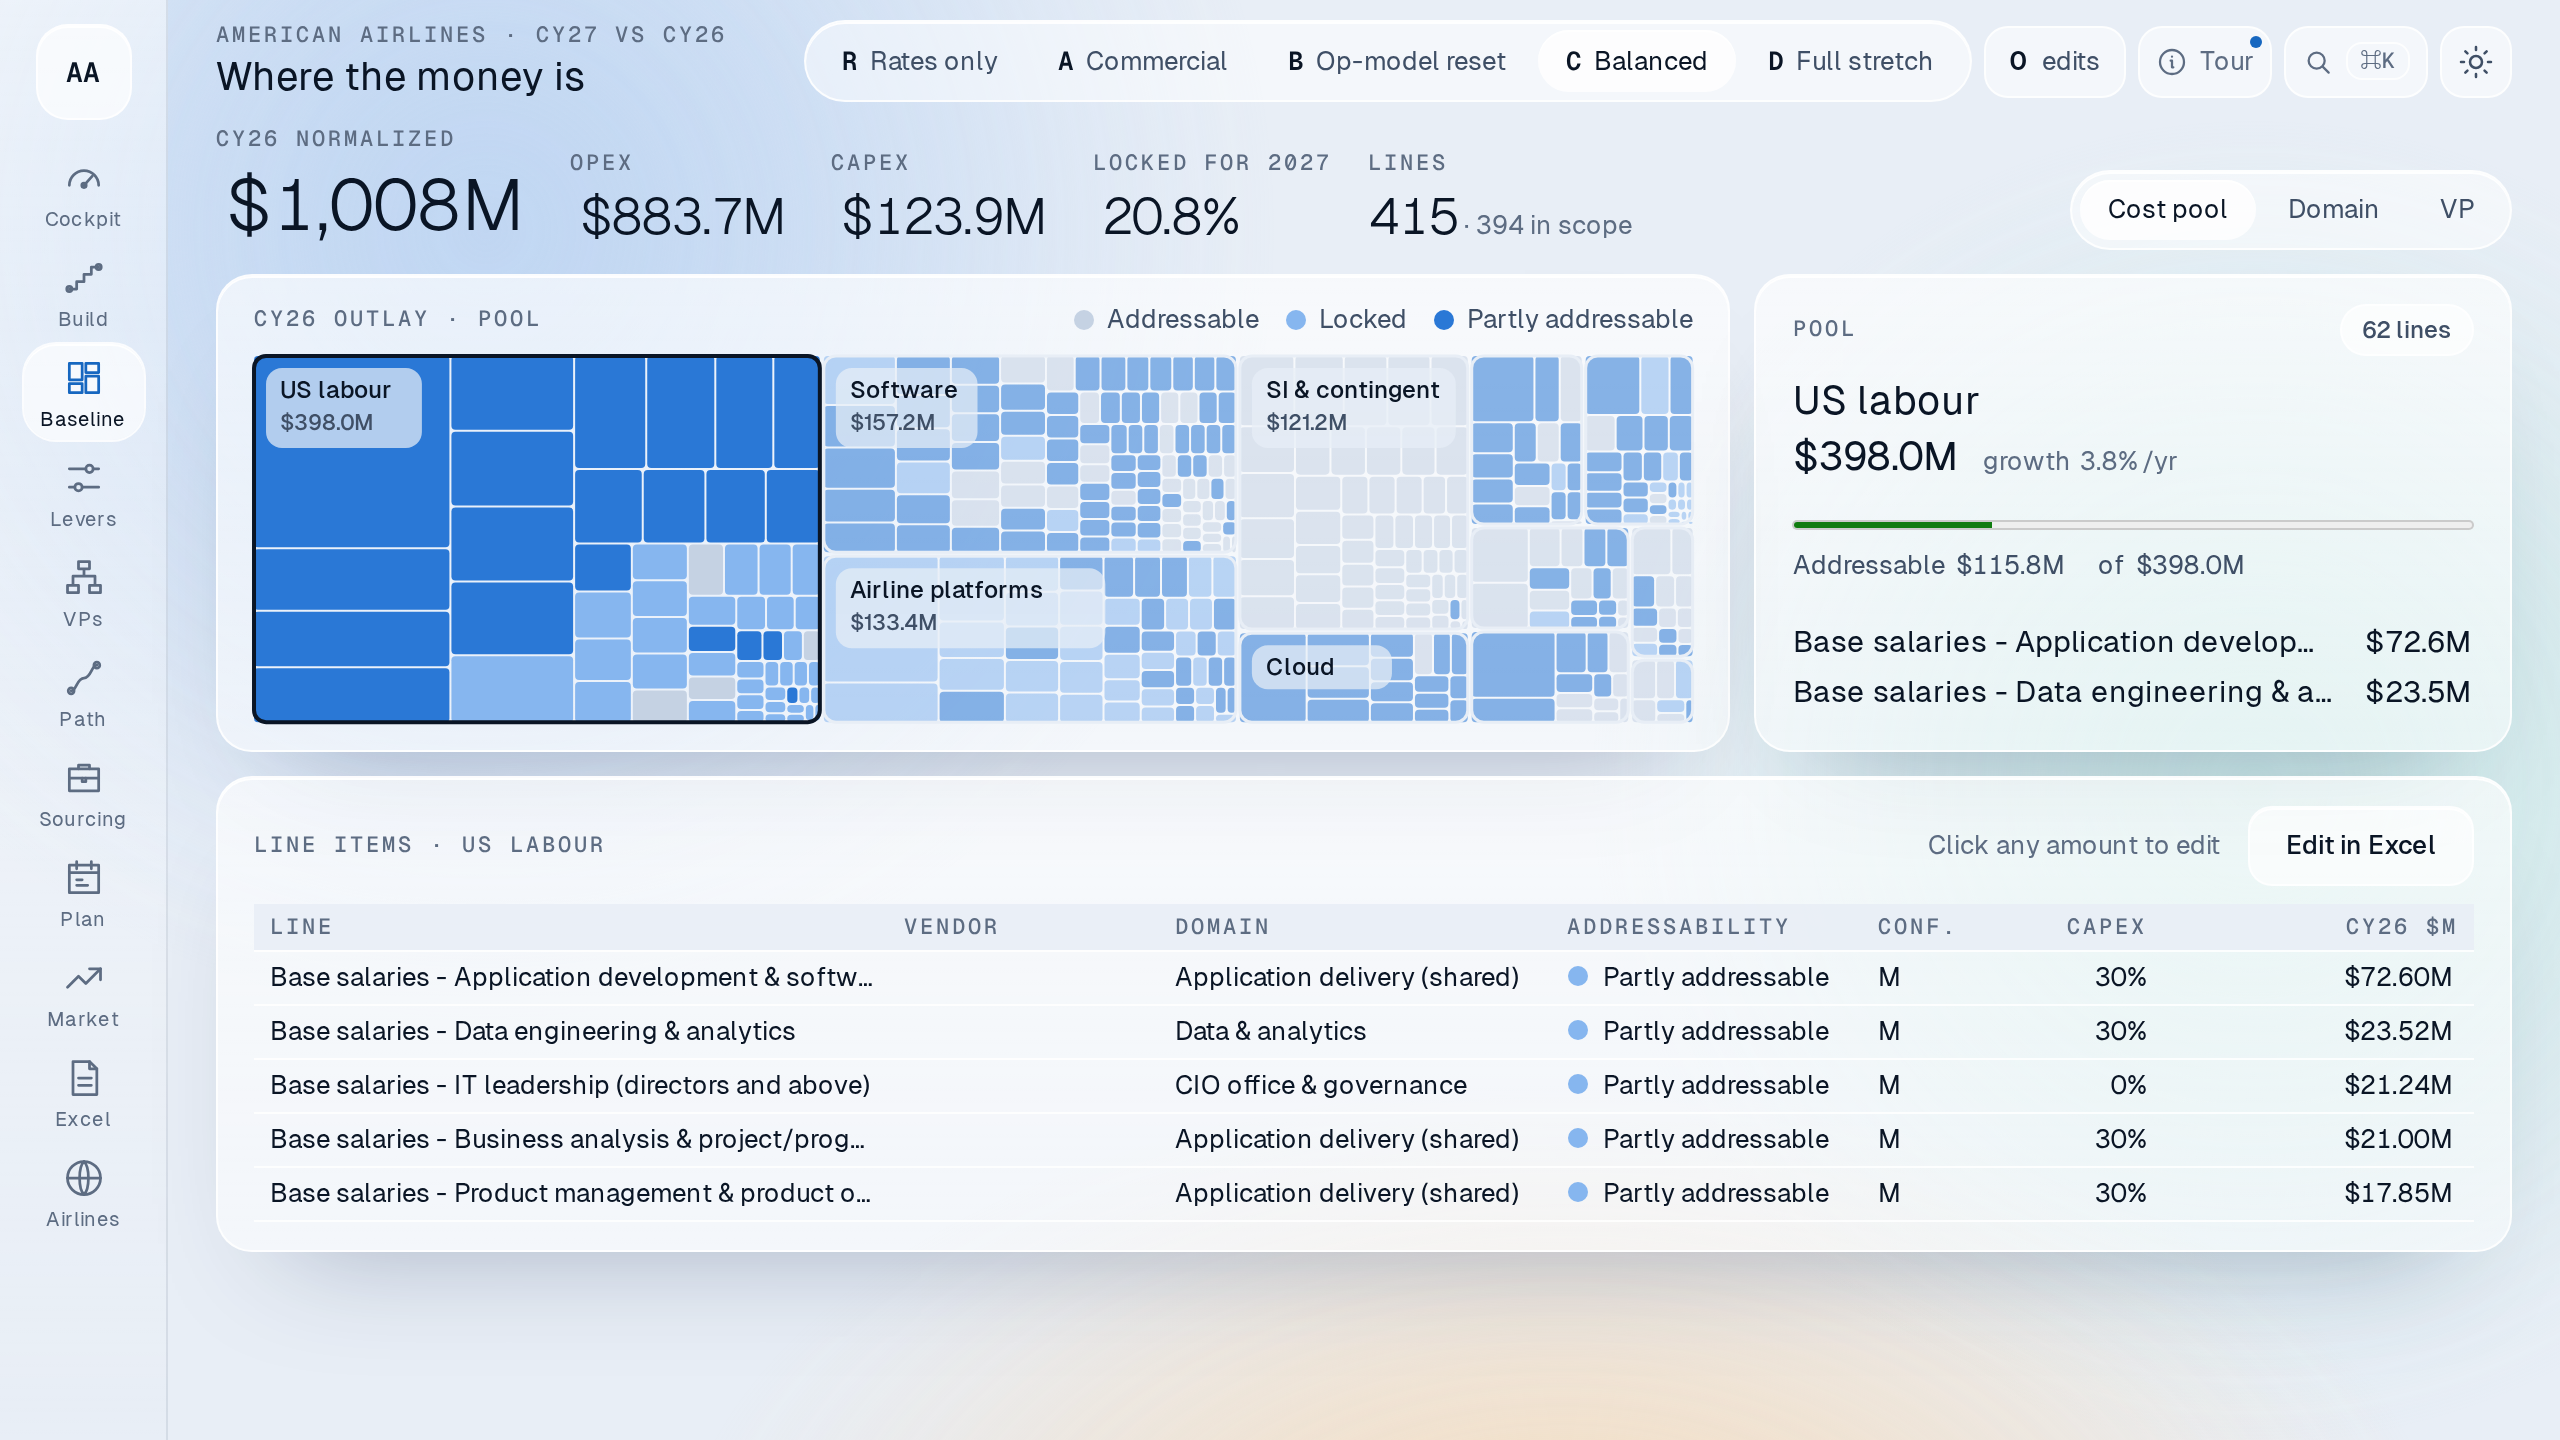 AA
AMERICAN AIRLINES · CY27 VS CY26
Where the money is
R Rates only
A Commercial
B Op-model reset
C Balanced
D Full stretch
0 edits
Tour
⌘K
Cockpit
Build
Baseline
Levers
VPs
Path
Sourcing
Plan
Market
Excel
Airlines
CY26 NORMALIZED
$1,008M
OPEX
$883.7M
CAPEX
$123.9M
LOCKED FOR 2027
20.8%
LINES
415 · 394 in scope
Cost pool
Domain
VP
CY26 OUTLAY · POOL
Addressable
Locked
Partly addressable
US labour
$398.0M
Software
$157.2M
SI & contingent
$121.2M
Airline platforms
$133.4M
Cloud
POOL
62 lines
US labour
$398.0M growth 3.8% /yr
Addressable $115.8M of $398.0M
Base salaries - Application develop... $72.6M
Base salaries - Data engineering & a... $23.5M
LINE ITEMS · US LABOUR
Click any amount to edit
Edit in Excel
LINE VENDOR DOMAIN ADDRESSABILITY CONF. CAPEX CY26 $M
Base salaries - Application development & softw... Application delivery (shared) Partly addressable M 30% $72.60M
Base salaries - Data engineering & analytics Data & analytics Partly addressable M 30% $23.52M
Base salaries - IT leadership (directors and above) CIO office & governance Partly addressable M 0% $21.24M
Base salaries - Business analysis & project/prog... Application delivery (shared) Partly addressable M 30% $21.00M
Base salaries - Product management & product o... Application delivery (shared) Partly addressable M 30% $17.85M